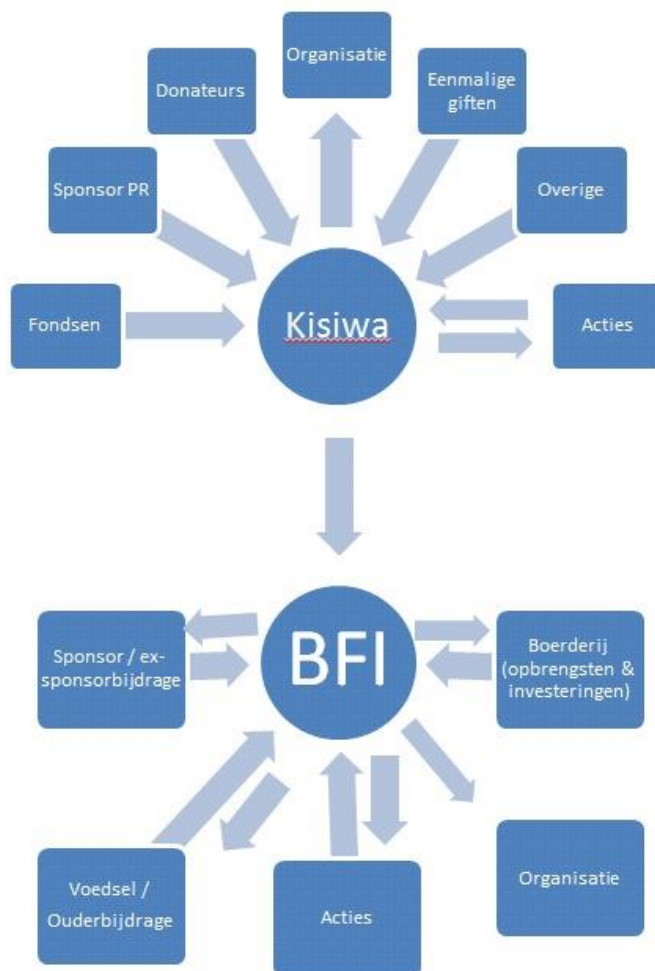 Organisatie
Donateurs
Eenmalige
giften
Sponsor PR
Overige
Fondsen
Kisiwa
Acties
BFI
Sponsor / ex-
sponsorbijdrage
Boerderij
(opbrengsten &
investeringen)
Voedsel /
Ouderbijdrage
Acties
Organisatie